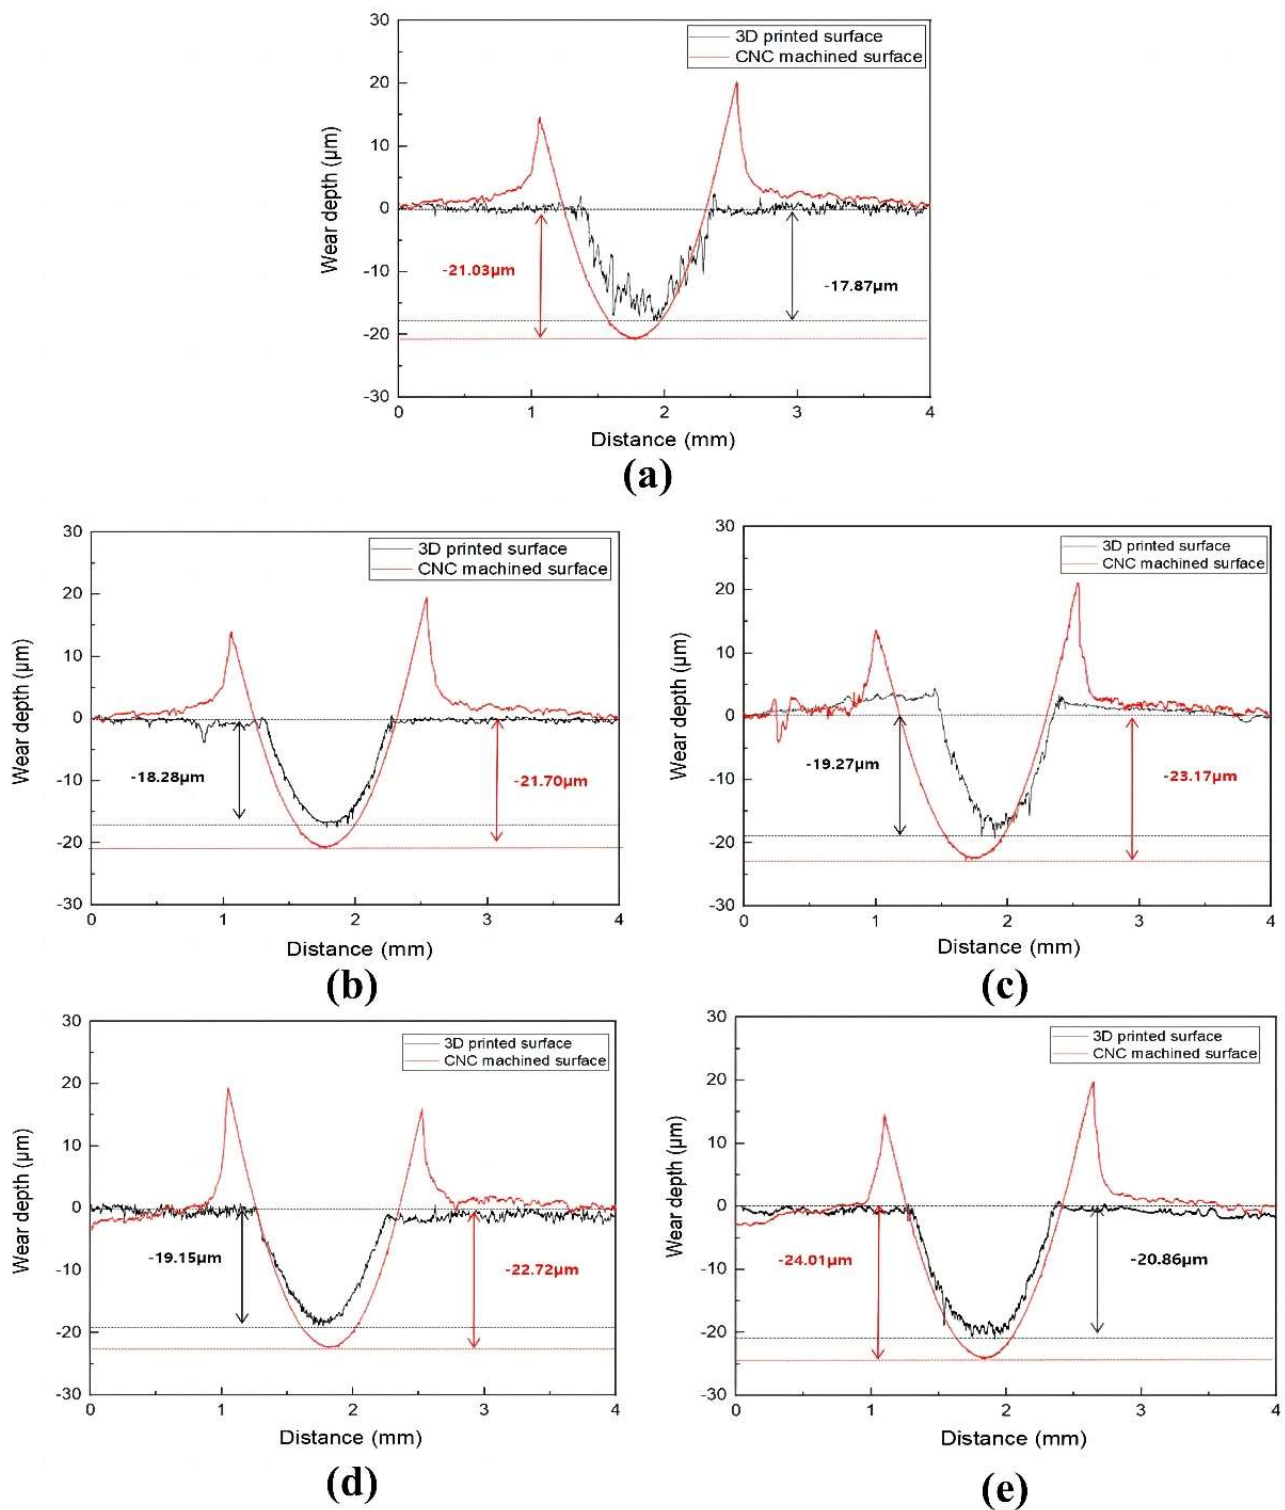 30
3D printed surface
CNC machined surface
20
10
0
-10
-20
-30
Wear depth (μm)
-21.03μm
-17.87μm
0 1 2 3 4
Distance (mm)
(a)
30
3D printed surface
CNC machined surface
20
10
0
-10
-20
-30
Wear depth (μm)
-18.28μm
-21.70μm
0 1 2 3 4
Distance (mm)
(b)
30
3D printed surface
CNC machined surface
20
10
0
-10
-20
-30
Wear depth (μm)
-19.27μm
-23.17μm
0 1 2 3 4
Distance (mm)
(c)
30
3D printed surface
CNC machined surface
20
10
0
-10
-20
-30
Wear depth (μm)
-19.15μm
-22.72μm
0 1 2 3 4
Distance (mm)
(d)
30
3D printed surface
CNC machined surface
20
10
0
-10
-20
-30
Wear depth (μm)
-24.01μm
-20.86μm
0 1 2 3 4
Distance (mm)
(e)